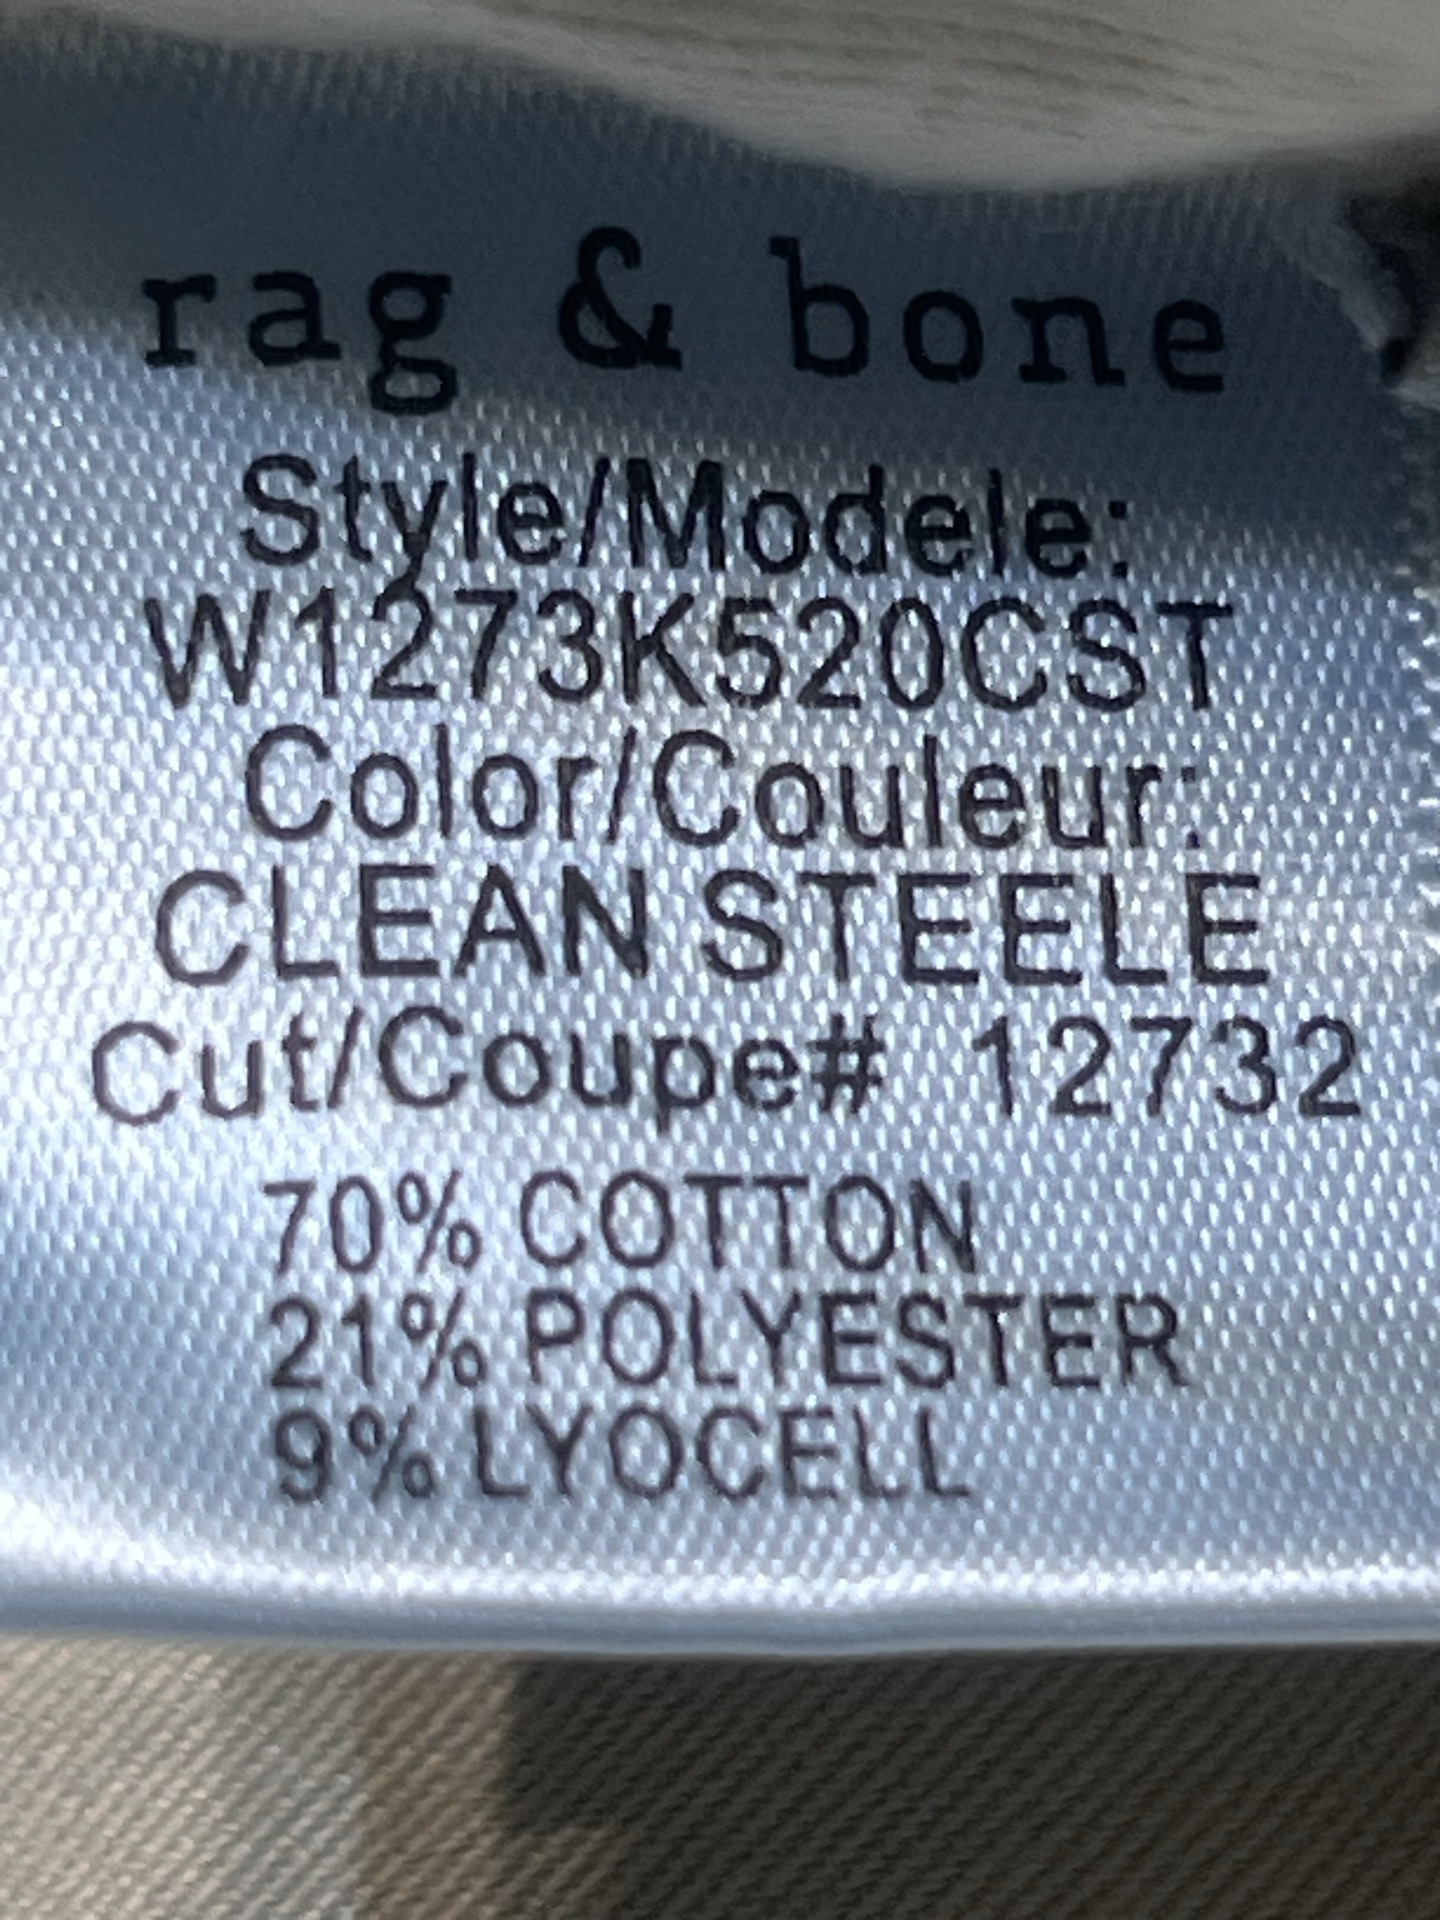 rag & bone
Style/Modele:
W1273K520CST
Color/Couleur:
CLEAN STEELE
Cut/Coupe# 12732
70% COTTON
21% POLYESTER
9% LYOCELL